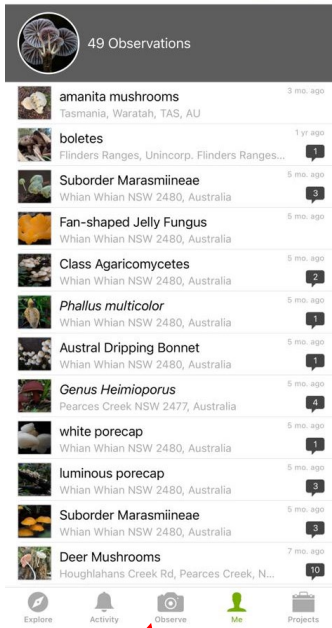 49 Observations
amanita mushrooms
3 mo. ago
Tasmania, Waratah, TAS, AU
boletes
1 yr ago
Flinders Ranges, Unincorp. Flinders Ranges...
1
Suborder Marasmiineae
5 mo. ago
Whian Whian NSW 2480, Australia
3
Fan-shaped Jelly Fungus
5 mo. ago
Whian Whian NSW 2480, Australia
Class Agaricomycetes
5 mo. ago
Whian Whian NSW 2480, Australia
2
Phallus multicolor
5 mo. ago
Whian Whian NSW 2480, Australia
1
Austral Dripping Bonnet
5 mo. ago
Whian Whian NSW 2480, Australia
1
Genus Heimioporus
5 mo. ago
Pearces Creek NSW 2477, Australia
4
white porecap
5 mo. ago
Whian Whian NSW 2480, Australia
1
luminous porecap
5 mo. ago
Whian Whian NSW 2480, Australia
3
Suborder Marasmiineae
5 mo. ago
Whian Whian NSW 2480, Australia
3
Deer Mushrooms
7 mo. ago
Houghlahans Creek Rd, Pearces Creek, N...
10
Explore
Activity
Observe
Me
Projects